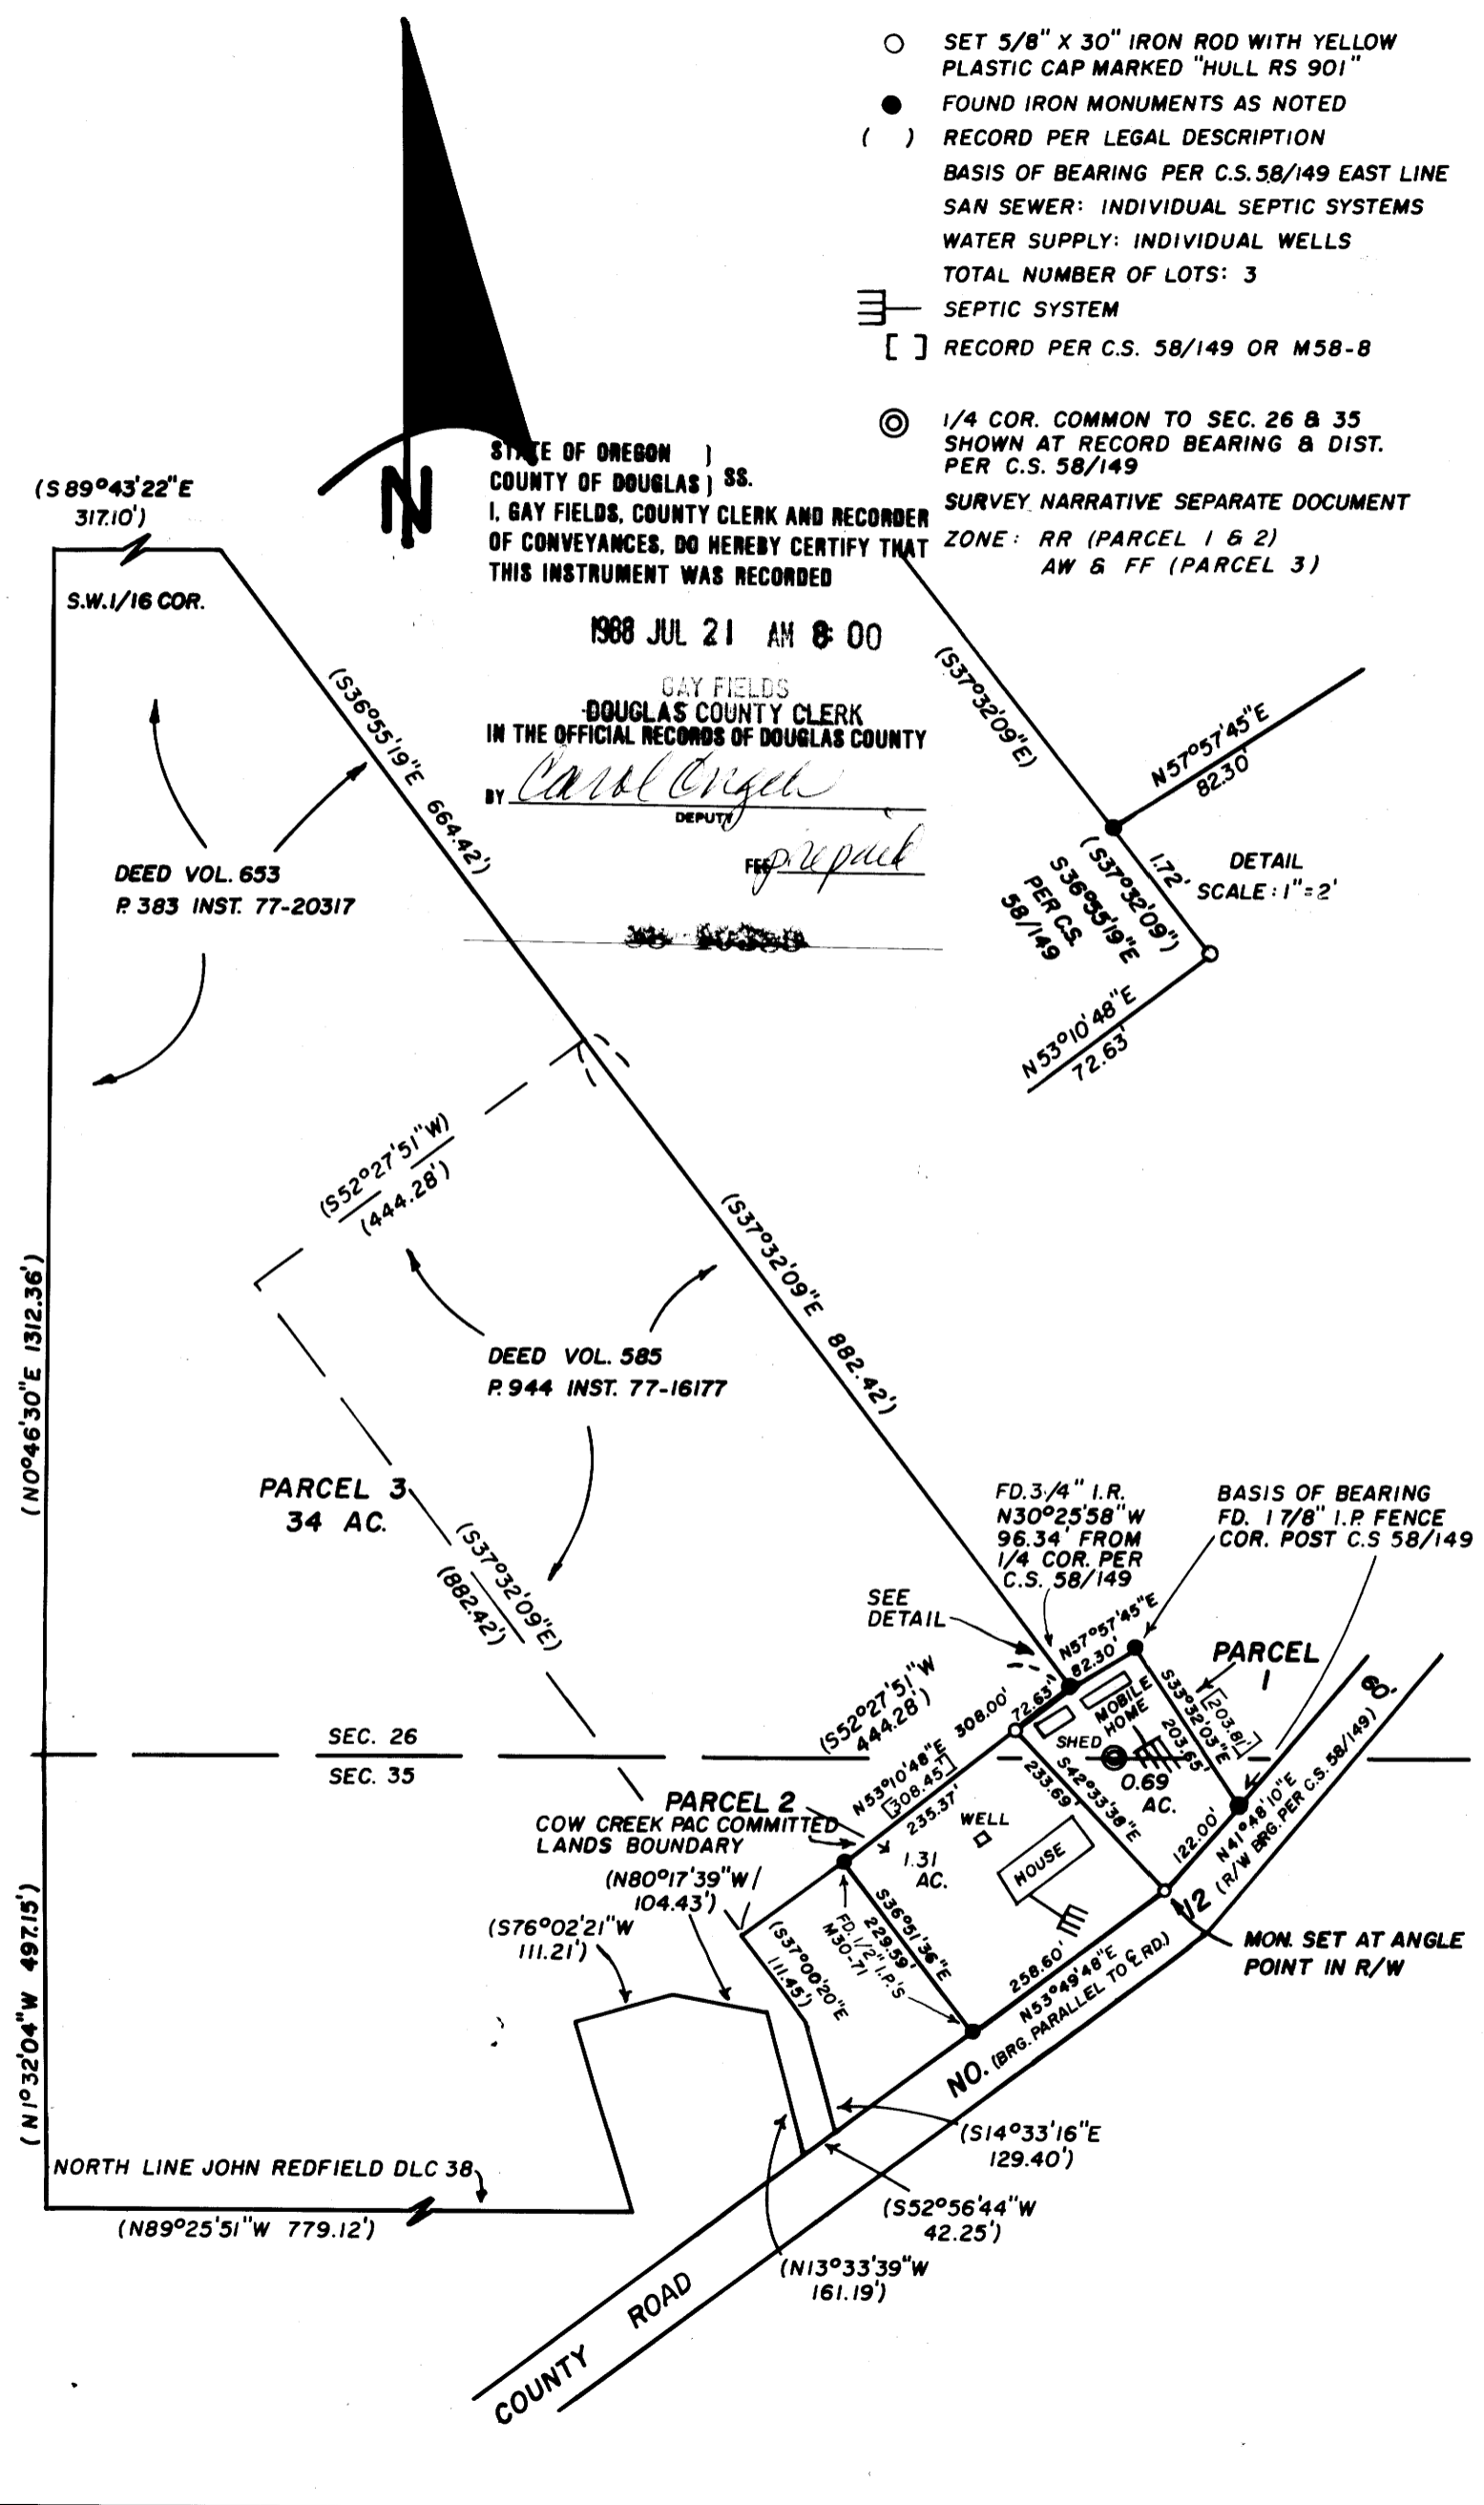 SET 5/8" X 30" IRON ROD WITH YELLOW
PLASTIC CAP MARKED "HULL RS 901"
FOUND IRON MONUMENTS AS NOTED
( ) RECORD PER LEGAL DESCRIPTION
BASIS OF BEARING PER C.S. 58/149 EAST LINE
SAN SEWER: INDIVIDUAL SEPTIC SYSTEMS
WATER SUPPLY: INDIVIDUAL WELLS
TOTAL NUMBER OF LOTS: 3
SEPTIC SYSTEM
[ ] RECORD PER C.S. 58/149 OR M58-8
1/4 COR. COMMON TO SEC. 26 & 35
SHOWN AT RECORD BEARING & DIST.
PER C.S. 58/149
SURVEY NARRATIVE SEPARATE DOCUMENT
ZONE: RR (PARCEL 1 & 2)
AW & FF (PARCEL 3)
N
STATE OF OREGON )
COUNTY OF DOUGLAS ) SS.
I, GAY FIELDS, COUNTY CLERK AND RECORDER
OF CONVEYANCES, DO HEREBY CERTIFY THAT
THIS INSTRUMENT WAS RECORDED
1988 JUL 21 AM 8:00
GAY FIELDS
DOUGLAS COUNTY CLERK
IN THE OFFICIAL RECORDS OF DOUGLAS COUNTY
BY Carol
DEPUTY
FEE prepaid
(S89°43'22"E
317.10')
S.W. 1/16 COR.
(S36°55'19"E 664.42')
DEED VOL. 653
P. 383 INST. 77-20317
(S37°32'09"E)
N57°57'45"E
82.30'
1.72'
(S37°32'09")
S36°55'19"E
PER C.S.
58/149
DETAIL
SCALE: 1"=2'
N53°10'48"E
72.63'
(S52°27'51"W)
(444.28')
(S37°32'09"E 882.42')
(N0°46'30"E 1312.36')
DEED VOL. 585
P. 944 INST. 77-16177
PARCEL 3
34 AC.
(S37°32'09"E)
(882.42')
FD. 3/4" I.R.
N30°25'58"W
96.34' FROM
1/4 COR. PER
C.S. 58/149
BASIS OF BEARING
FD. 1 7/8" I.P. FENCE
COR. POST C.S 58/149
SEE
DETAIL
N57°57'45"E
82.30'
PARCEL
1
S33°32'03"E
[203.81']
203.65'
60'
(S52°27'51"W
444.28')
308.00'
72.63'
MOBILE
HOME
SHED
0.69
AC.
SEC. 26
SEC. 35
N53°10'48"E
[308.45']
235.37'
S42°33'38"E
233.69'
122.00'
N41°48'10"E
(R/W BRG. PER C.S. 58/149)
PARCEL 2
COW CREEK PAC COMMITTED
LANDS BOUNDARY
WELL
1.31
AC.
HOUSE
(N80°17'39"W
104.43')
(S76°02'21"W
111.21')
(S37°00'20"E
111.45')
FD. 1/2" I.P.'S
M30-71
S36°51'36"E
229.59'
258.60'
N53°49'48"E
(BRG. PARALLEL TO ℄ RD.)
MON. SET AT ANGLE
POINT IN R/W
(N1°32'04"W 497.15')
NORTH LINE JOHN REDFIELD DLC 38
(N89°25'51"W 779.12')
(S14°33'16"E
129.40')
(S52°56'44"W
42.25')
(N13°33'39"W
161.19')
COUNTY ROAD NO. 12